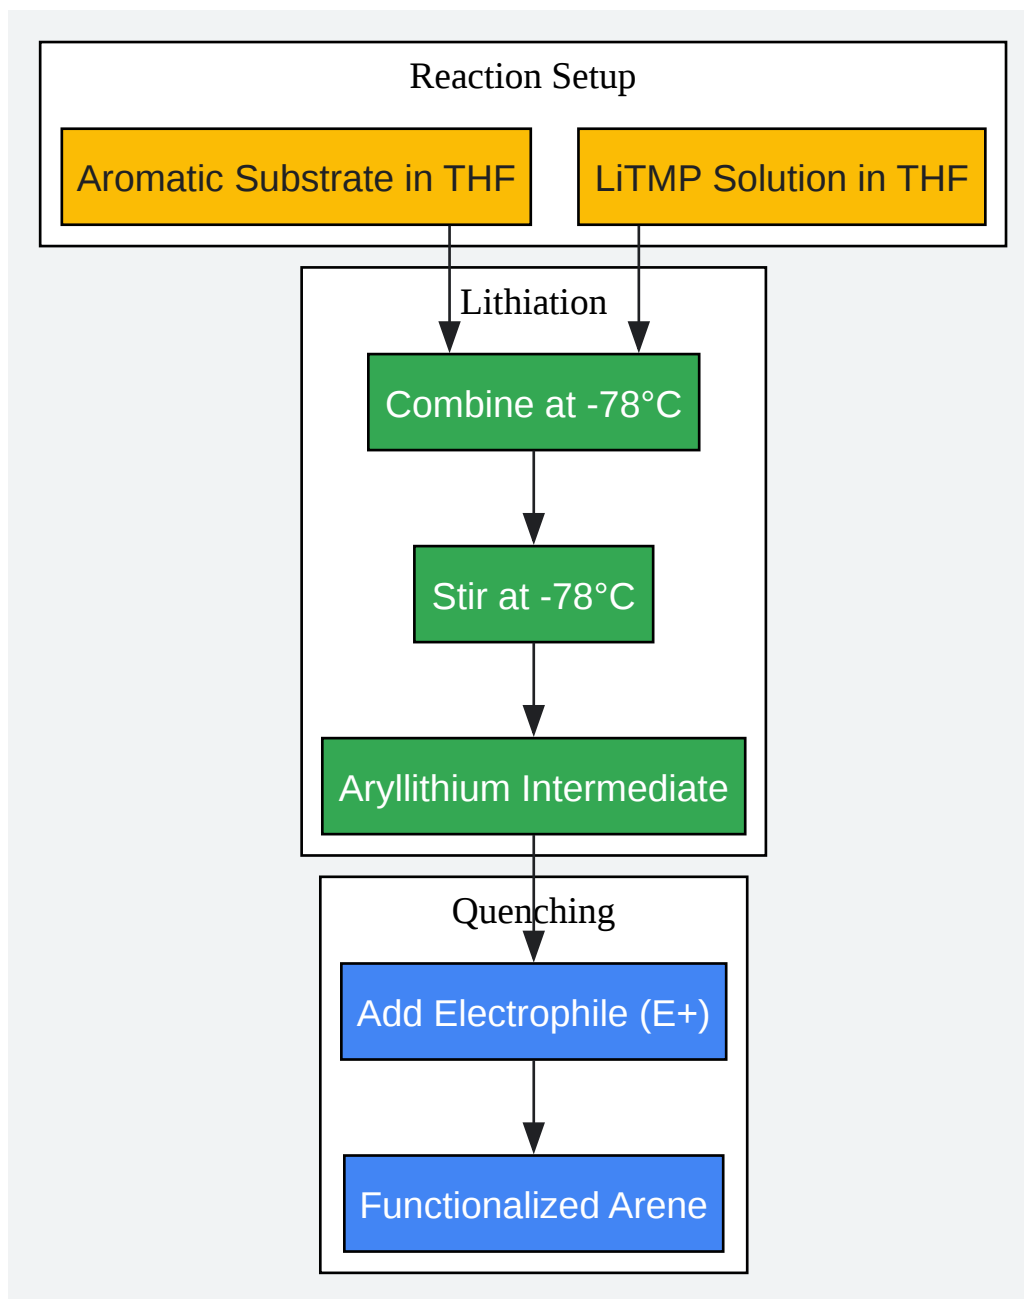 Reaction Setup
Aromatic Substrate in THF
LiTMP Solution in THF
Lithiation
Combine at -78°C
Stir at -78°C
Aryllithium Intermediate
Quenching
Add Electrophile (E+)
Functionalized Arene